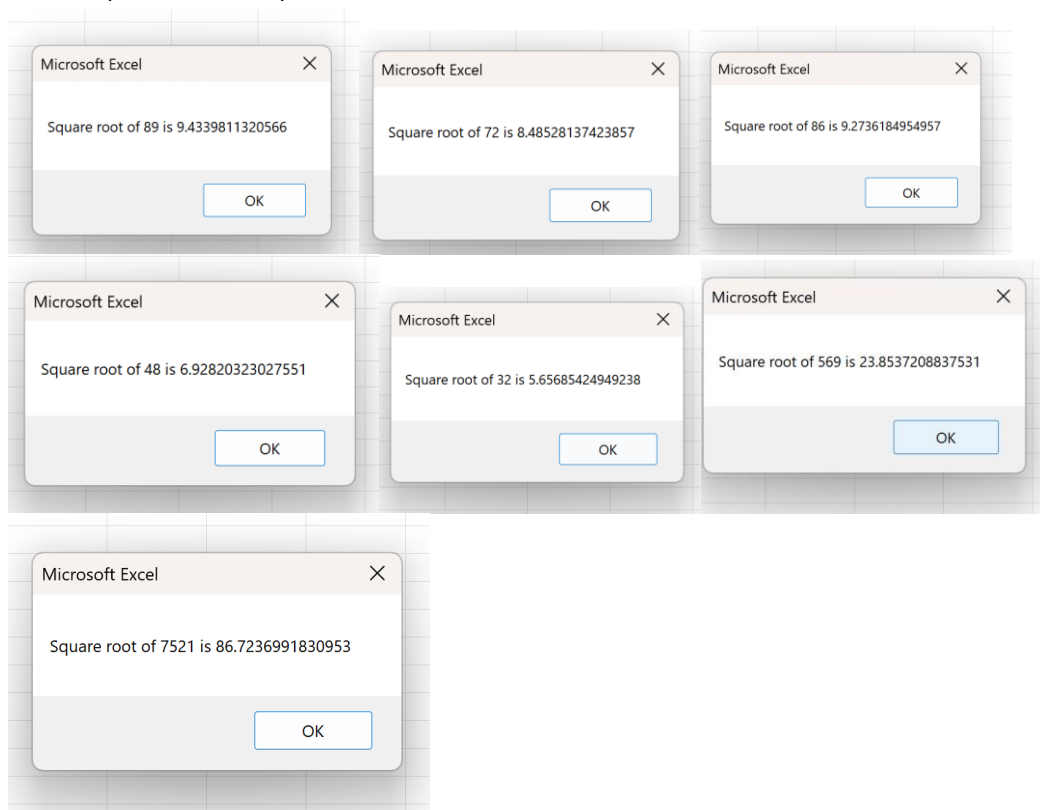 Microsoft Excel
Square root of 89 is 9.4339811320566
OK
Microsoft Excel
Square root of 72 is 8.48528137423857
OK
Microsoft Excel
Square root of 86 is 9.2736184954957
OK
Microsoft Excel
Square root of 48 is 6.92820323027551
OK
Microsoft Excel
Square root of 32 is 5.65685424949238
OK
Microsoft Excel
Square root of 569 is 23.8537208837531
OK
Microsoft Excel
Square root of 7521 is 86.7236991830953
OK